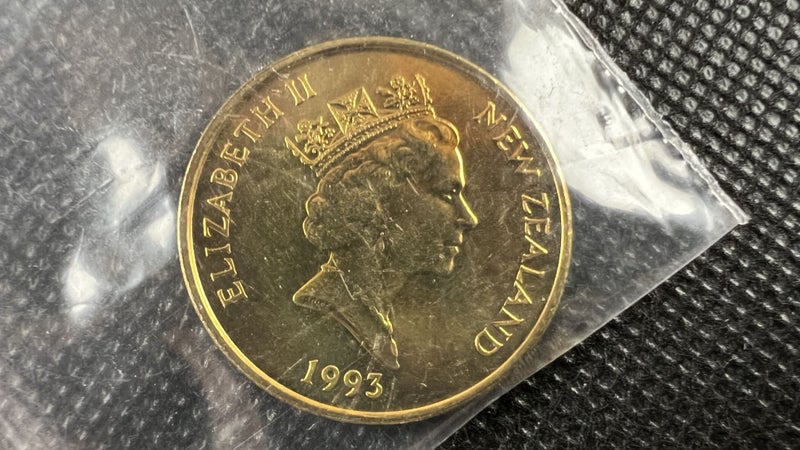 ELIZABETH II
NEW ZEALAND
1993